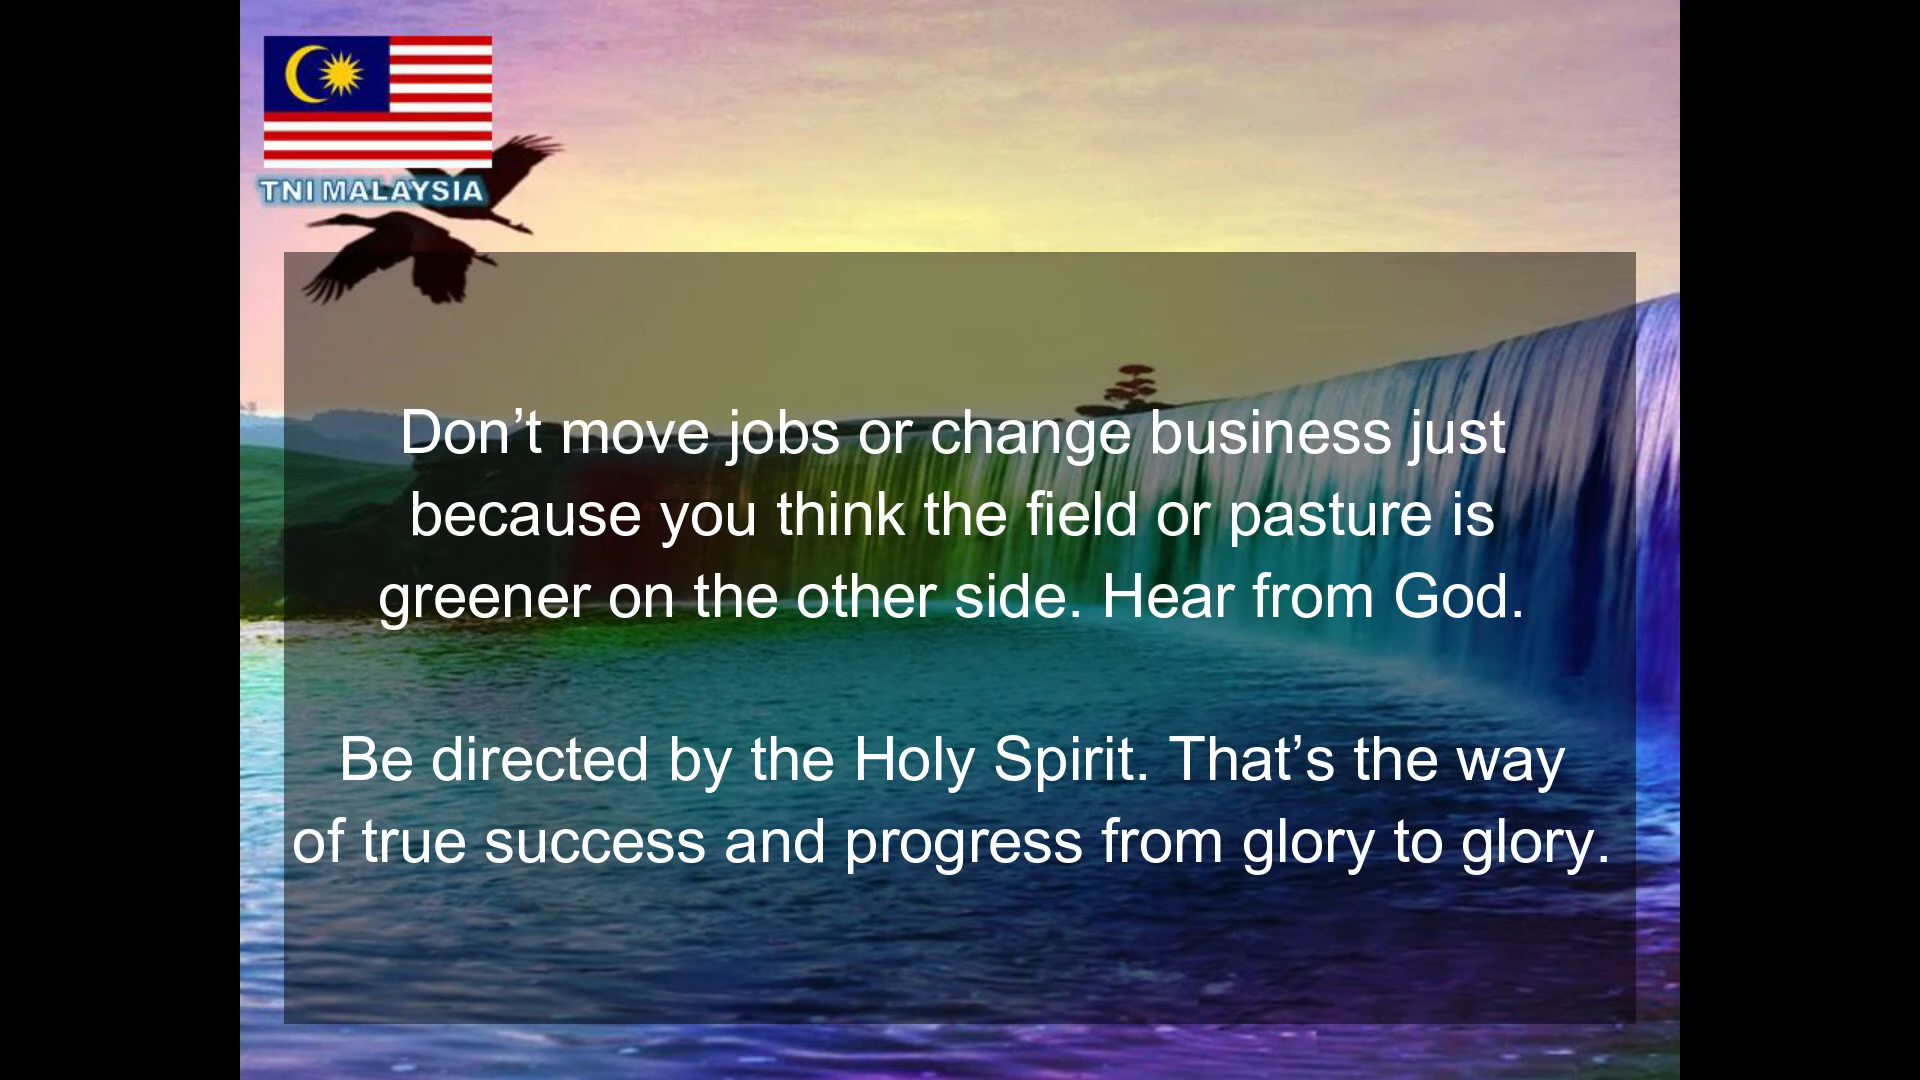 TNI MALAYSIA
Don’t move jobs or change business just
because you think the field or pasture is
greener on the other side. Hear from God.
Be directed by the Holy Spirit. That’s the way
of true success and progress from glory to glory.